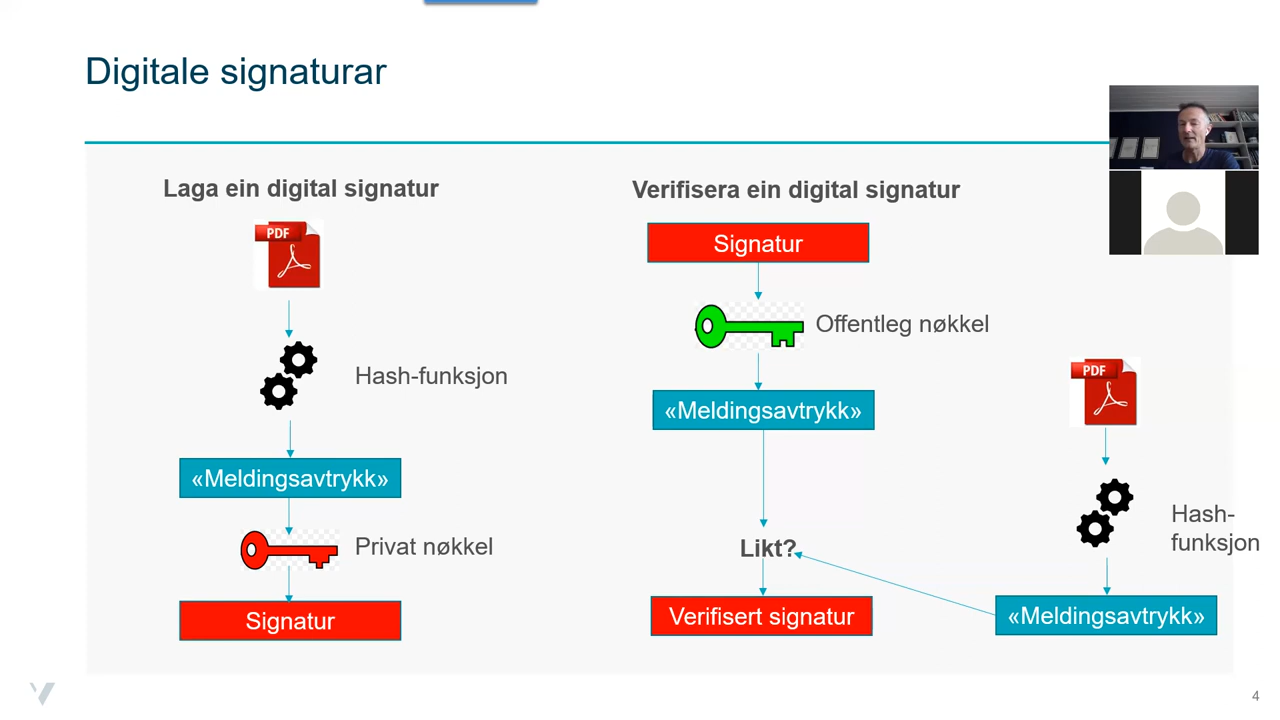 Digitale signaturar
Laga ein digital signatur
PDF
Hash-funksjon
«Meldingsavtrykk»
Privat nøkkel
Signatur
Verifisera ein digital signatur
Signatur
Offentleg nøkkel
«Meldingsavtrykk»
Likt?
Verifisert signatur
PDF
Hash-
funksjon
«Meldingsavtrykk»
4